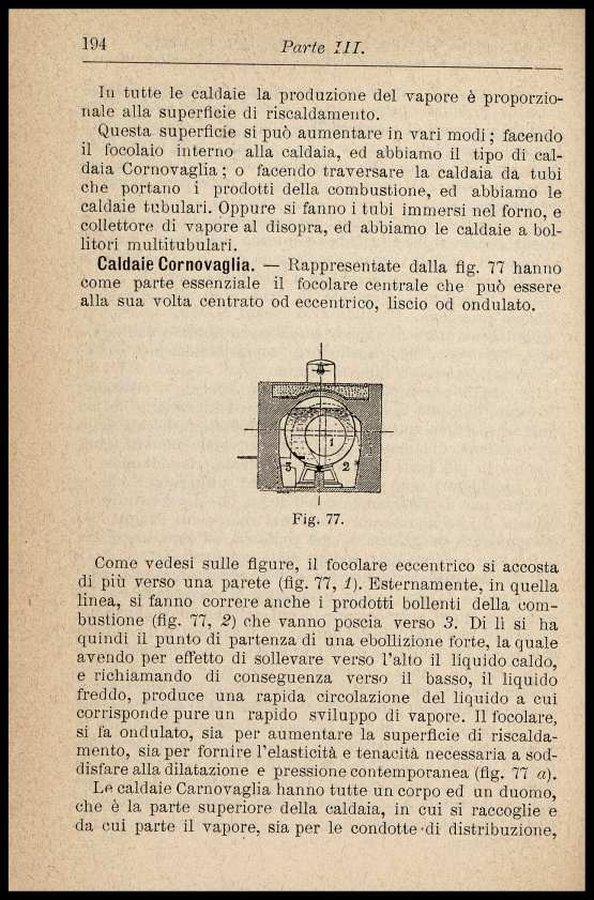 194
Parte III.
In tutte le caldaie la produzione del vapore è proporzio-
nale alla superficie di riscaldamento.
Questa superficie si può aumentare in vari modi; facendo
il focolaio interno alla caldaia, ed abbiamo il tipo di cal-
daia Cornovaglia; o facendo traversare la caldaia da tubi
che portano i prodotti della combustione, ed abbiamo le
caldaie tubulari. Oppure si fanno i tubi immersi nel forno, e
collettore di vapore al disopra, ed abbiamo le caldaie a bol-
litori multitubulari.
Caldaie Cornovaglia. — Rappresentate dalla fig. 77 hanno
come parte essenziale il focolare centrale che può essere
alla sua volta centrato od eccentrico, liscio od ondulato.
1
3 2
Fig. 77.
Come vedesi sulle figure, il focolare eccentrico si accosta
di più verso una parete (fig. 77, 1). Esternamente, in quella
linea, si fanno correre anche i prodotti bollenti della com-
bustione (fig. 77, 2) che vanno poscia verso 3. Di lì si ha
quindi il punto di partenza di una ebollizione forte, la quale
avendo per effetto di sollevare verso l'alto il liquido caldo,
e richiamando di conseguenza verso il basso, il liquido
freddo, produce una rapida circolazione del liquido a cui
corrisponde pure un rapido sviluppo di vapore. Il focolare,
si fa ondulato, sia per aumentare la superficie di riscalda-
mento, sia per fornire l'elasticità e tenacità necessaria a sod-
disfare alla dilatazione e pressione contemporanea (fig. 77 a).
Le caldaie Carnovaglia hanno tutte un corpo ed un duomo,
che è la parte superiore della caldaia, in cui si raccoglie e
da cui parte il vapore, sia per le condotte di distribuzione,